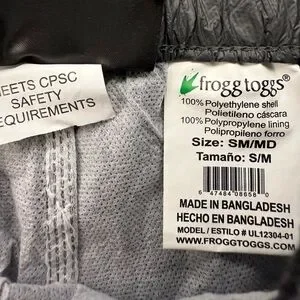 MEETS CPSC
SAFETY
REQUIREMENTS
frogg toggs®
100% Polyethylene shell
Polietileno cáscara
100% Polypropylene lining
Polipropileno forro
Size: SM/MD
Tamaño: S/M
6 47484 08656 0
MADE IN BANGLADESH
HECHO EN BANGLADESH
MODEL / ESTILO # UL12304-01
WWW.FROGGTOGGS.COM